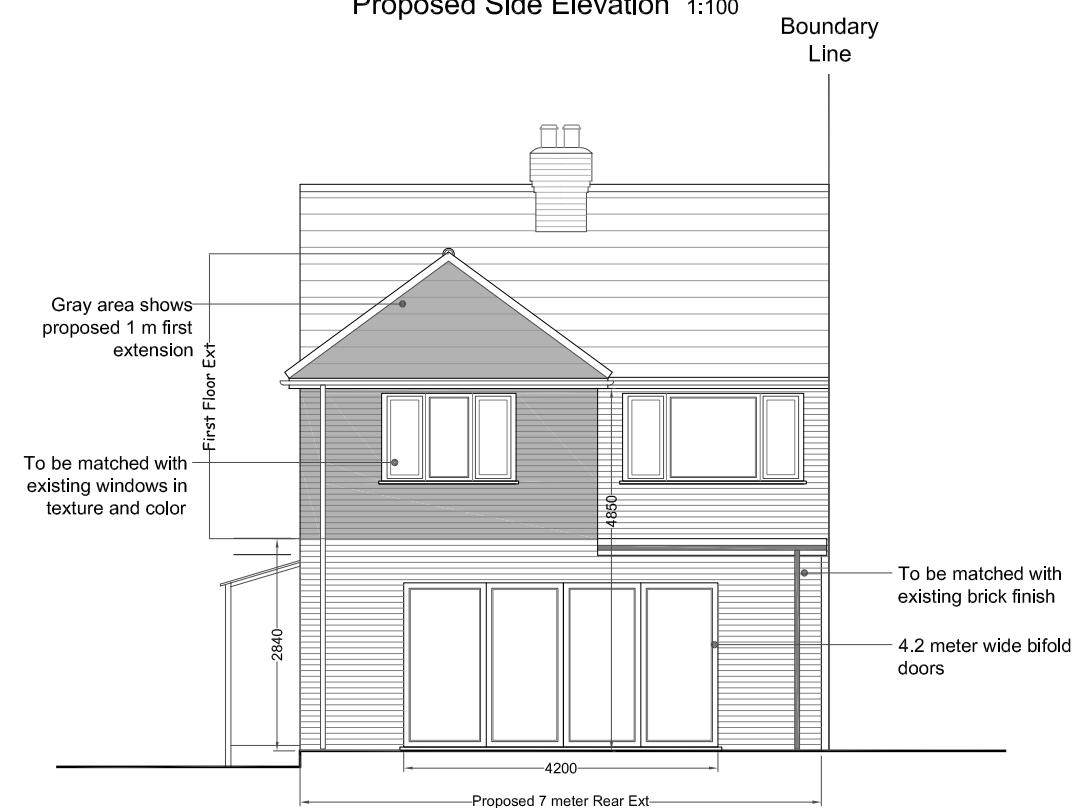 Proposed Side Elevation 1:100
Boundary
Line
Gray area shows
proposed 1 m first
extension
First Floor Ext
To be matched with
existing windows in
texture and color
4850
2840
To be matched with
existing brick finish
4.2 meter wide bifold
doors
4200
Proposed 7 meter Rear Ext